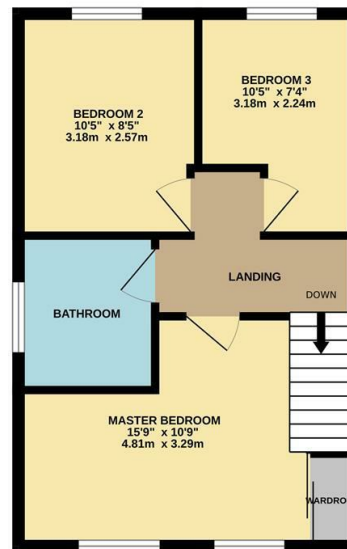 BEDROOM 2
10'5" x 8'5"
3.18m x 2.57m
BEDROOM 3
10'5" x 7'4"
3.18m x 2.24m
LANDING
DOWN
BATHROOM
MASTER BEDROOM
15'9" x 10'9"
4.81m x 3.29m
WARDRO